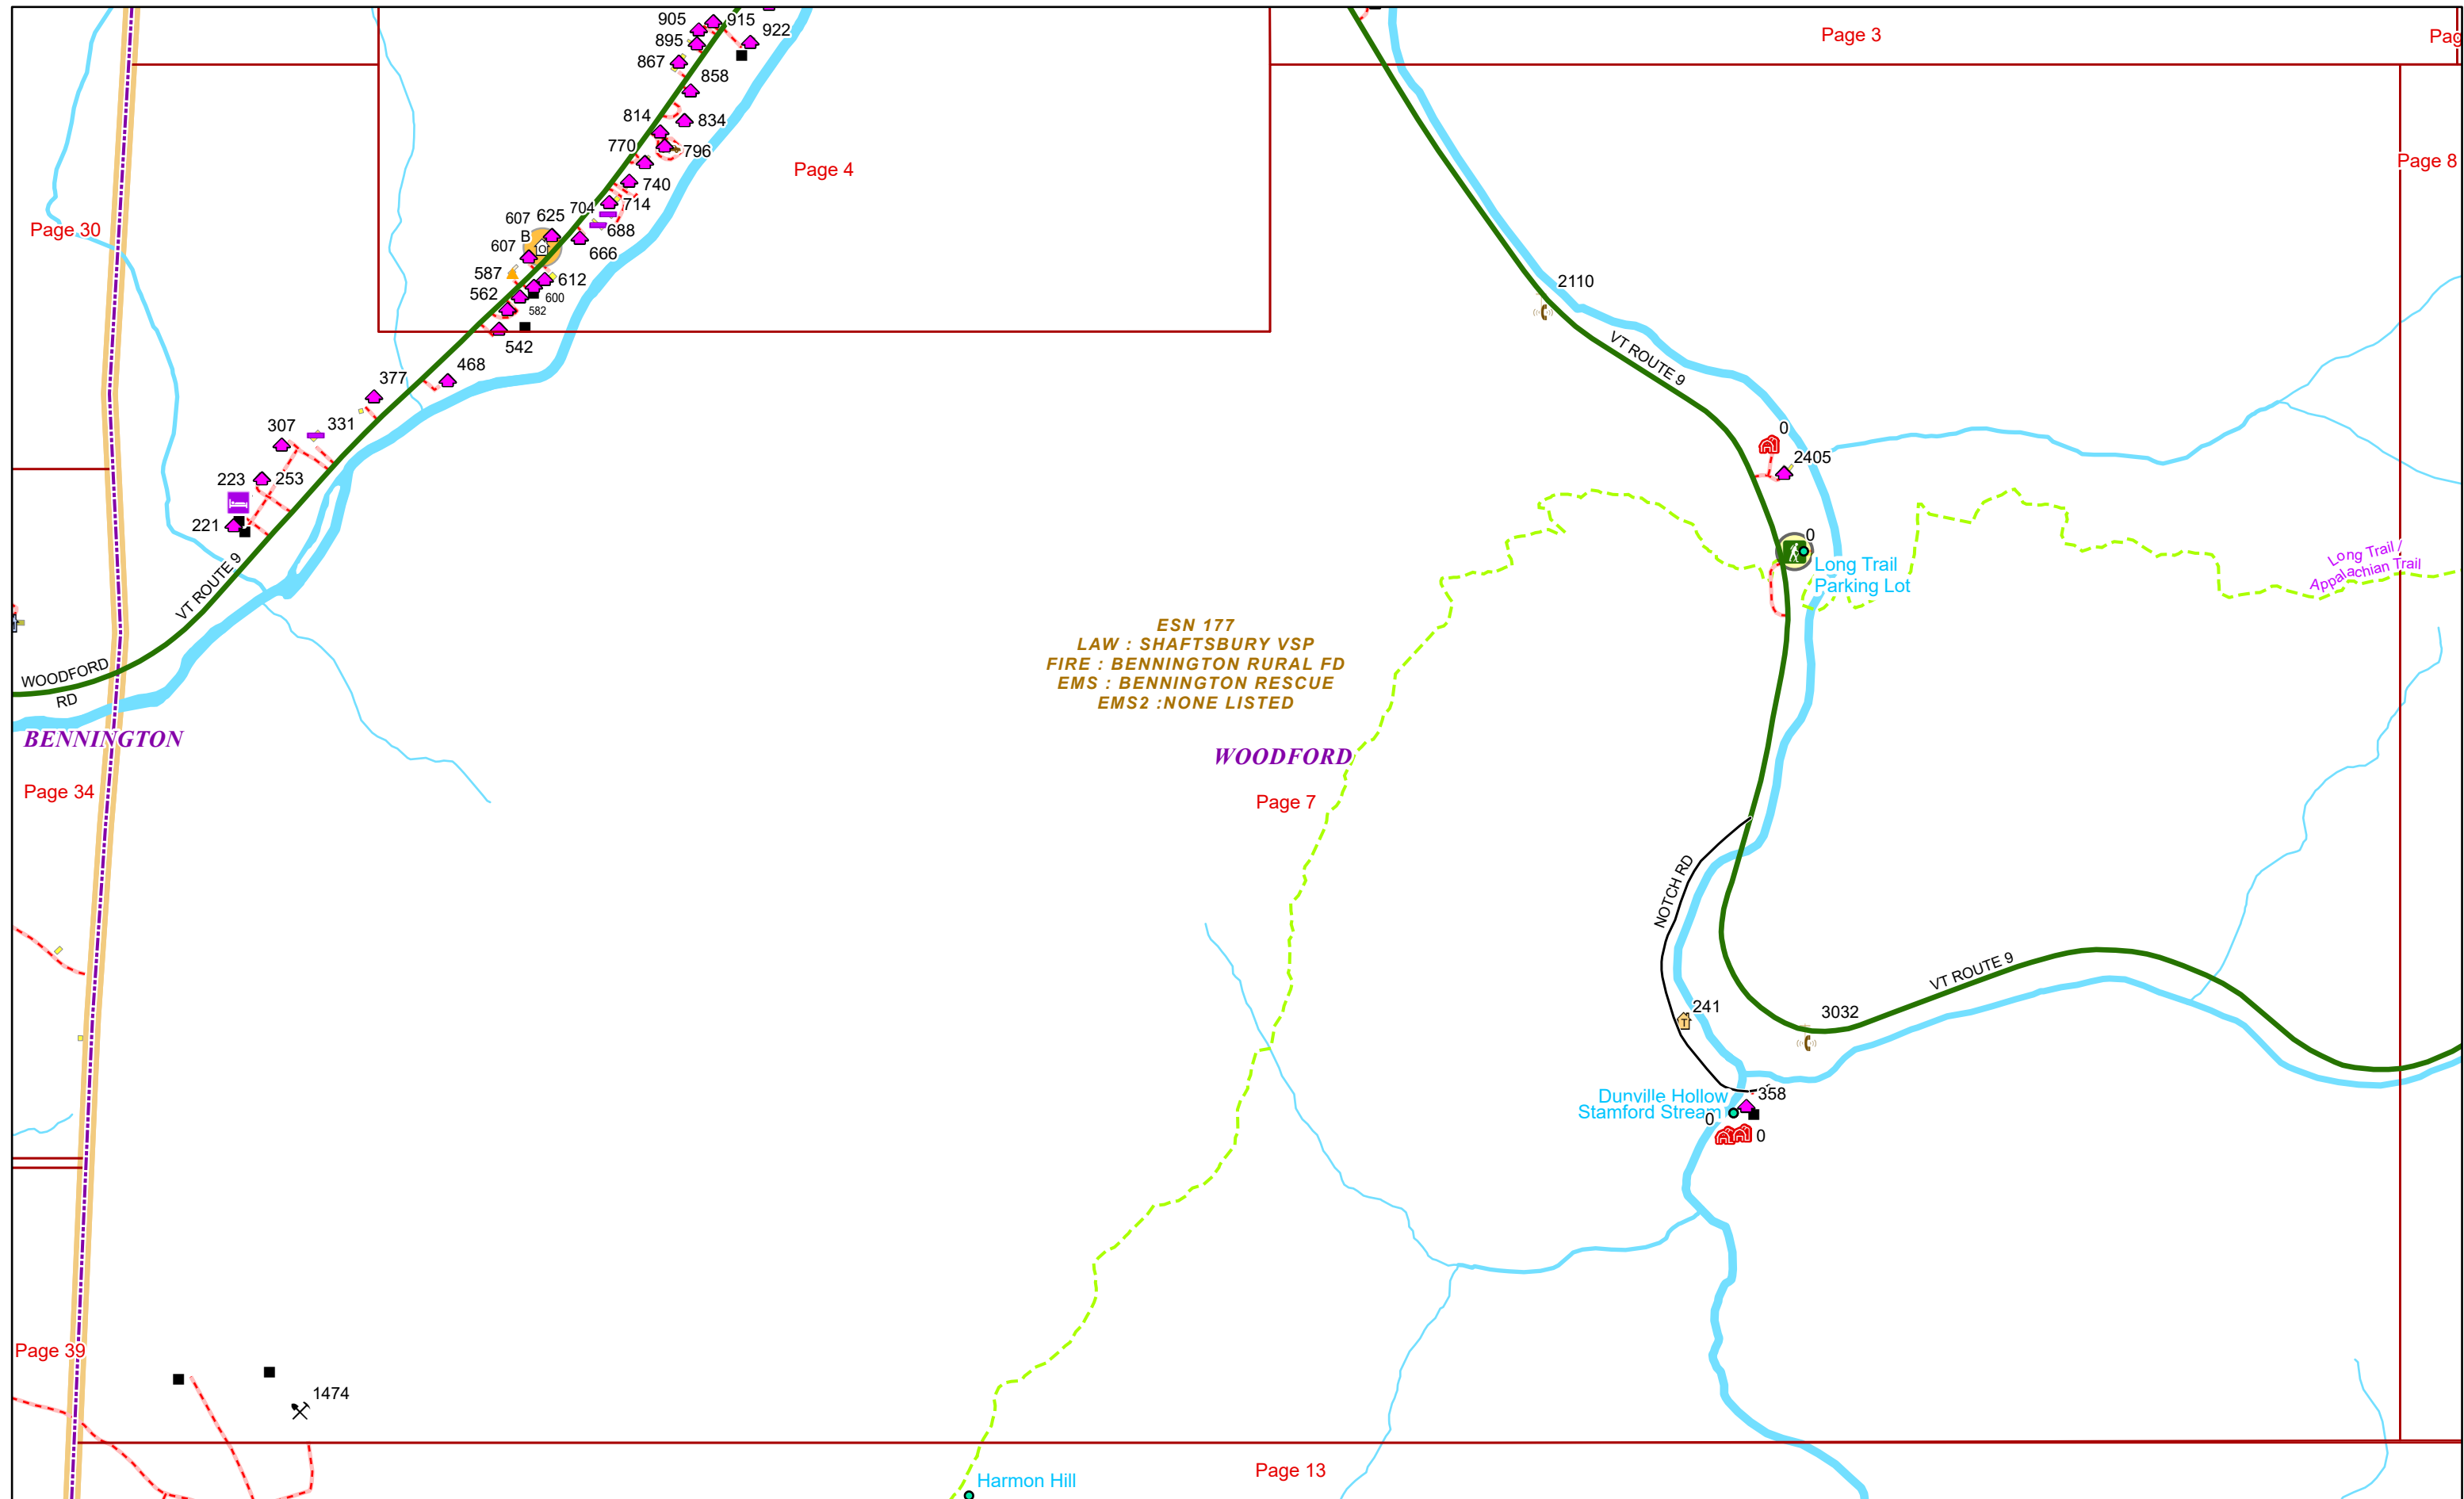 905
915
Page 3
Pag
895
922
867
858
814
834
770
796
Page 8
Page 4
740
704
714
607
625
688
Page 30
B
607
666
587
612
2110
562
600
582
542
VT ROUTE 9
468
377
307
331
0
2405
223
253
221
0
Long Trail
Parking Lot
Long Trail /
Appalachian Trail
VT ROUTE 9
ESN 177
LAW : SHAFTSBURY VSP
FIRE : BENNINGTON RURAL FD
EMS : BENNINGTON RESCUE
EMS2 :NONE LISTED
WOODFORD
RD
BENNINGTON
WOODFORD
Page 34
Page 7
NOTCH RD
VT ROUTE 9
241
T
3032
358
Dunville Hollow
Stamford Stream
0
0
Page 39
1474
Page 13
Harmon Hill